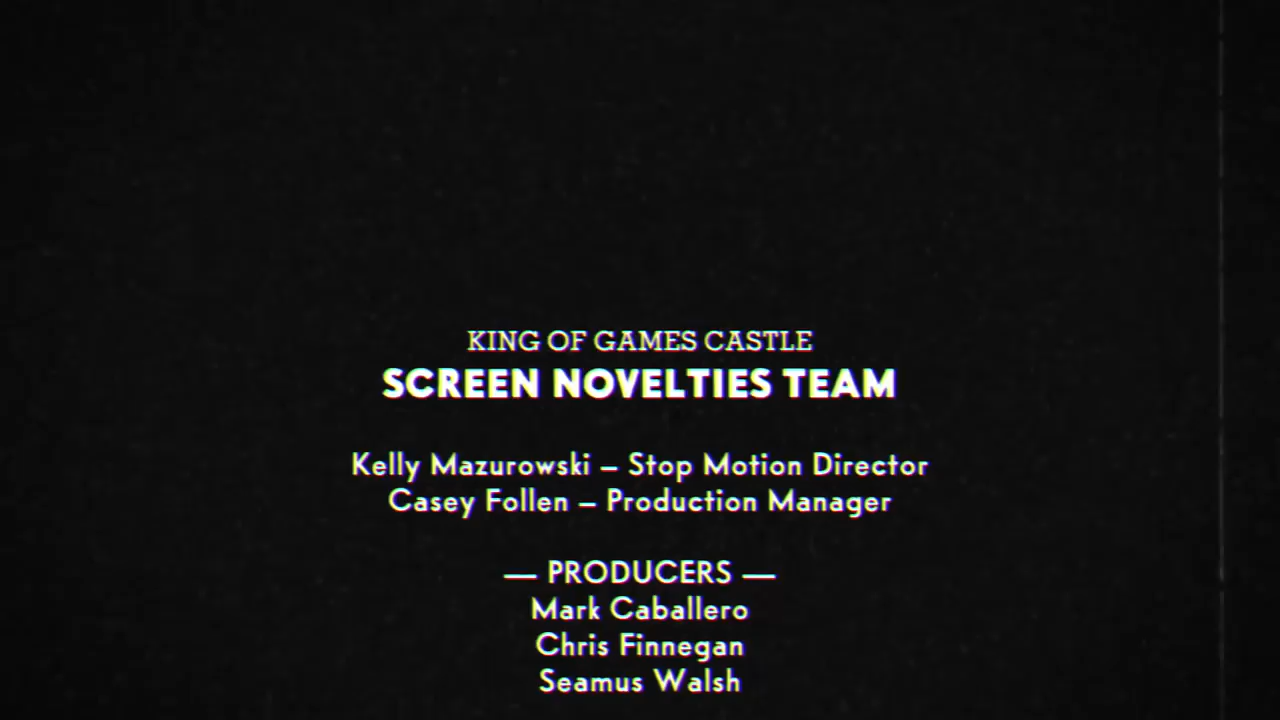 KING OF GAMES CASTLE
SCREEN NOVELTIES TEAM
Kelly Mazurowski – Stop Motion Director
Casey Follen – Production Manager
— PRODUCERS —
Mark Caballero
Chris Finnegan
Seamus Walsh